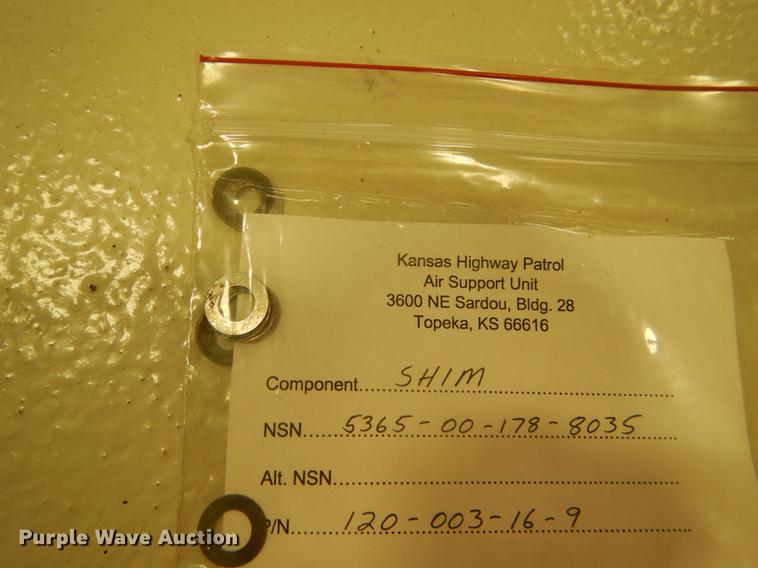 Kansas Highway Patrol
Air Support Unit
3600 NE Sardou, Bldg. 28
Topeka, KS 66616
Component....SHIM
NSN....5365-00-178-8035
Alt. NSN....
P/N....120-003-16-9
Purple Wave Auction